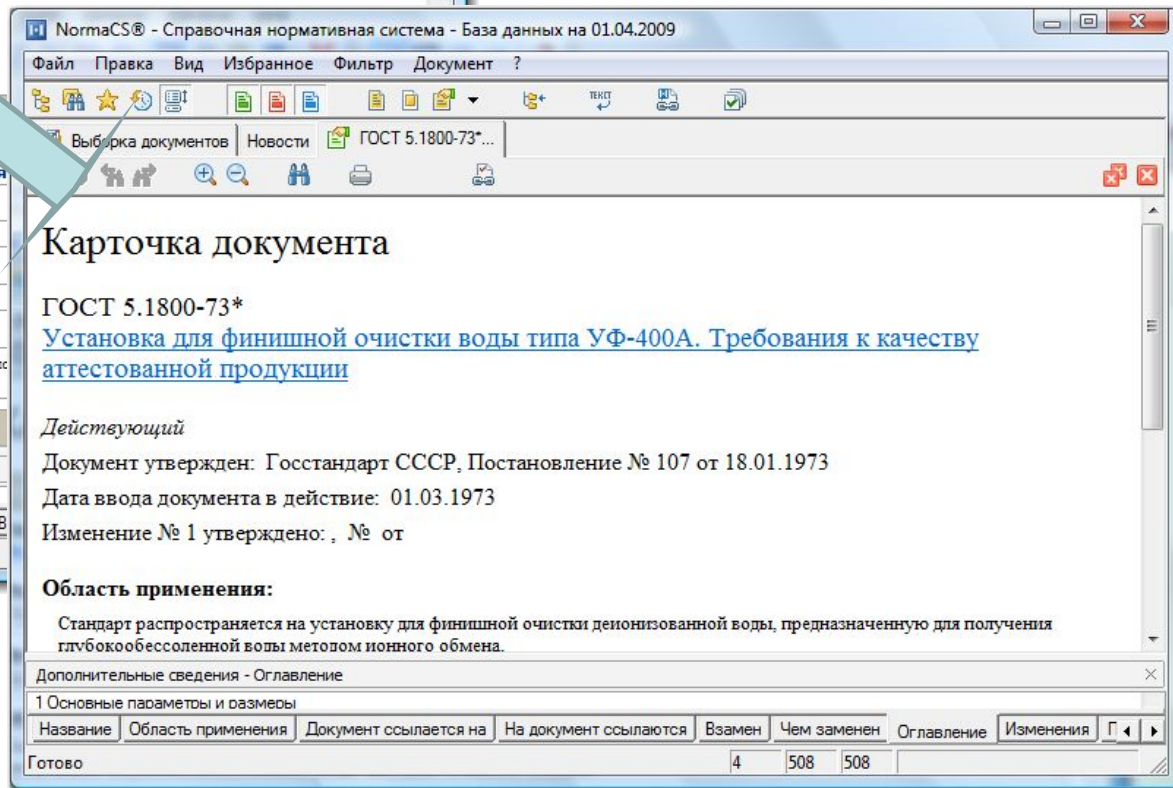 NormaCS® - Справочная нормативная система - База данных на 01.04.2009
Файл Правка Вид Избранное Фильтр Документ ?
ТЕКСТ
Выборка документов Новости ГОСТ 5.1800-73*...
Карточка документа
ГОСТ 5.1800-73*
Установка для финишной очистки воды типа УФ-400А. Требования к качеству
аттестованной продукции
Действующий
Документ утвержден: Госстандарт СССР, Постановление № 107 от 18.01.1973
Дата ввода документа в действие: 01.03.1973
Изменение № 1 утверждено: , № от
Область применения:
Стандарт распространяется на установку для финишной очистки деионизованной воды, предназначенную для получения
глубокообессоленной воды методом ионного обмена.
Дополнительные сведения - Оглавление
1 Основные параметры и размеры
Название Область применения Документ ссылается на На документ ссылаются Взамен Чем заменен Оглавление Изменения
Готово 4 508 508